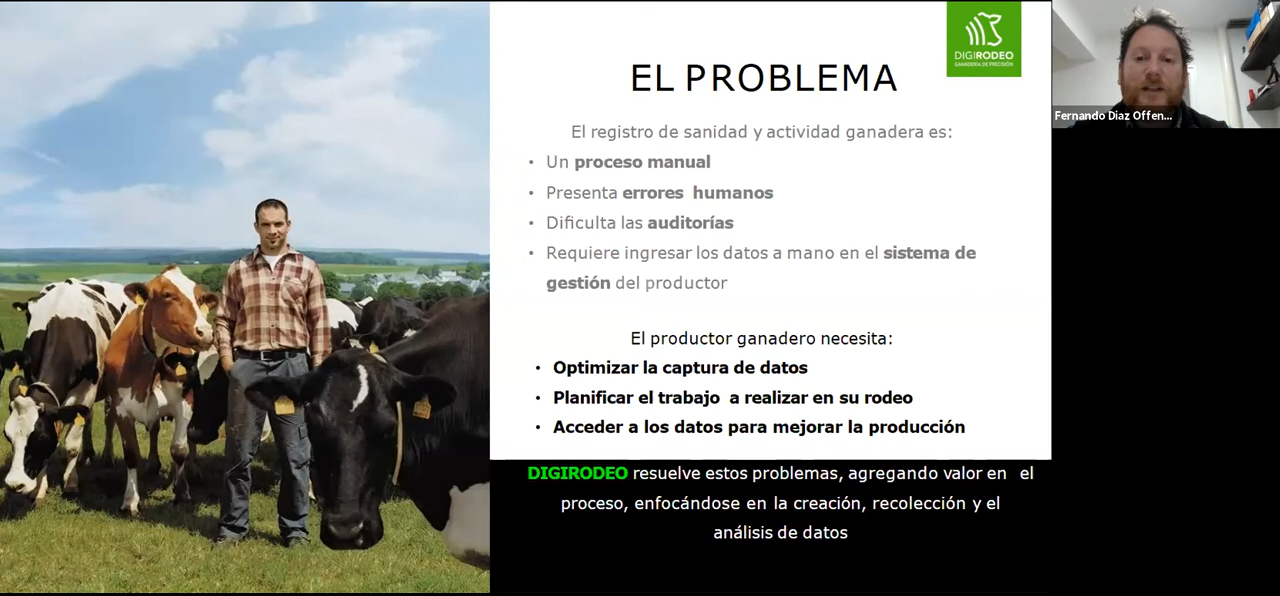 DIGIRODEO
GANADERÍA DE PRECISIÓN
EL PROBLEMA
El registro de sanidad y actividad ganadera es:
• Un proceso manual
• Presenta errores humanos
• Dificulta las auditorías
• Requiere ingresar los datos a mano en el sistema de
gestión del productor
El productor ganadero necesita:
• Optimizar la captura de datos
• Planificar el trabajo a realizar en su rodeo
• Acceder a los datos para mejorar la producción
DIGIRODEO resuelve estos problemas, agregando valor en el
proceso, enfocándose en la creación, recolección y el
análisis de datos
Fernando Diaz Offen...